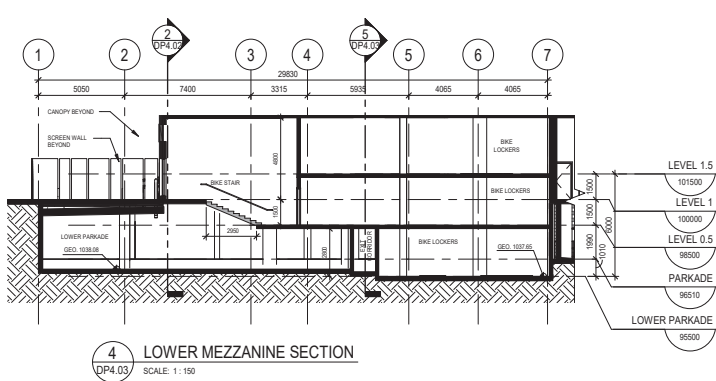 1
2
2
DP4.02
3
4
5
DP4.03
5
6
7
29830
5050
7400
3315
5935
4065
4065
CANOPY BEYOND
SCREEN WALL
BEYOND
4800
BIKE
LOCKERS
BIKE STAIR
BIKE LOCKERS
1500
2950
LOWER PARKADE
GEO. 1038.08
EXIT
CORRIDOR
BIKE LOCKERS
GEO. 1037.65
1500
1500
1990
1010
6000
LEVEL 1.5
101500
LEVEL 1
100000
LEVEL 0.5
98500
PARKADE
96510
LOWER PARKADE
95500
4
DP4.03
LOWER MEZZANINE SECTION
SCALE: 1 : 150